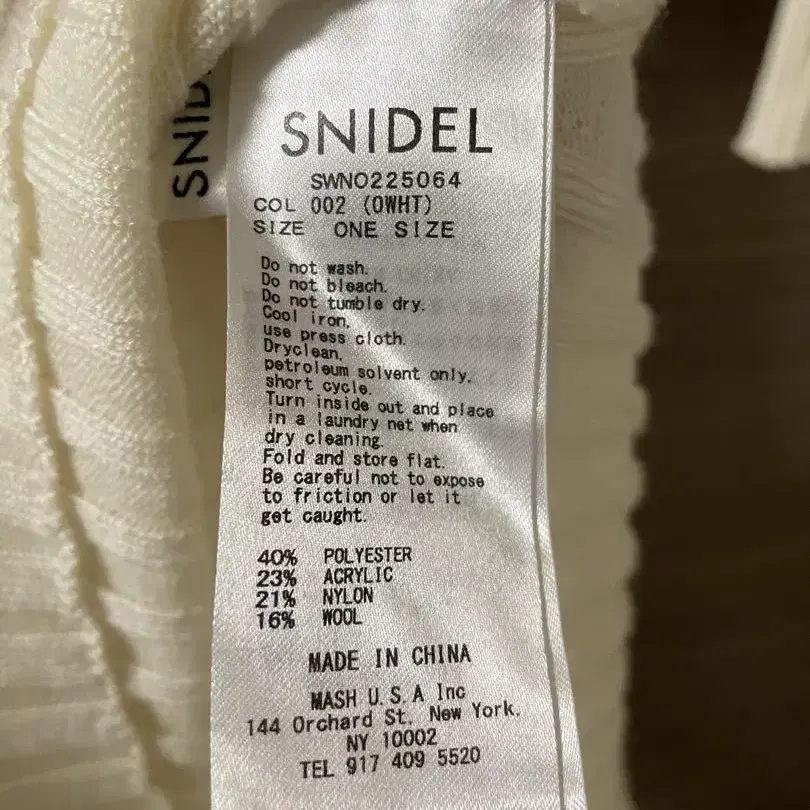 SNIDEL
SWNO225064
COL 002 (OWHT)
SIZE ONE SIZE
Do not wash.
Do not bleach.
Do not tumble dry.
Cool iron,
use press cloth.
Dryclean,
petroleum solvent only.
short cycle.
Turn inside out and place
in a laundry net when
dry cleaning.
Fold and store flat.
Be careful not to expose
to friction or let it
get caught.
40% POLYESTER
23% ACRYLIC
21% NYLON
16% WOOL
MADE IN CHINA
MASH U.S.A Inc
144 Orchard St. New York.
NY 10002
TEL 917 409 5520
SNID